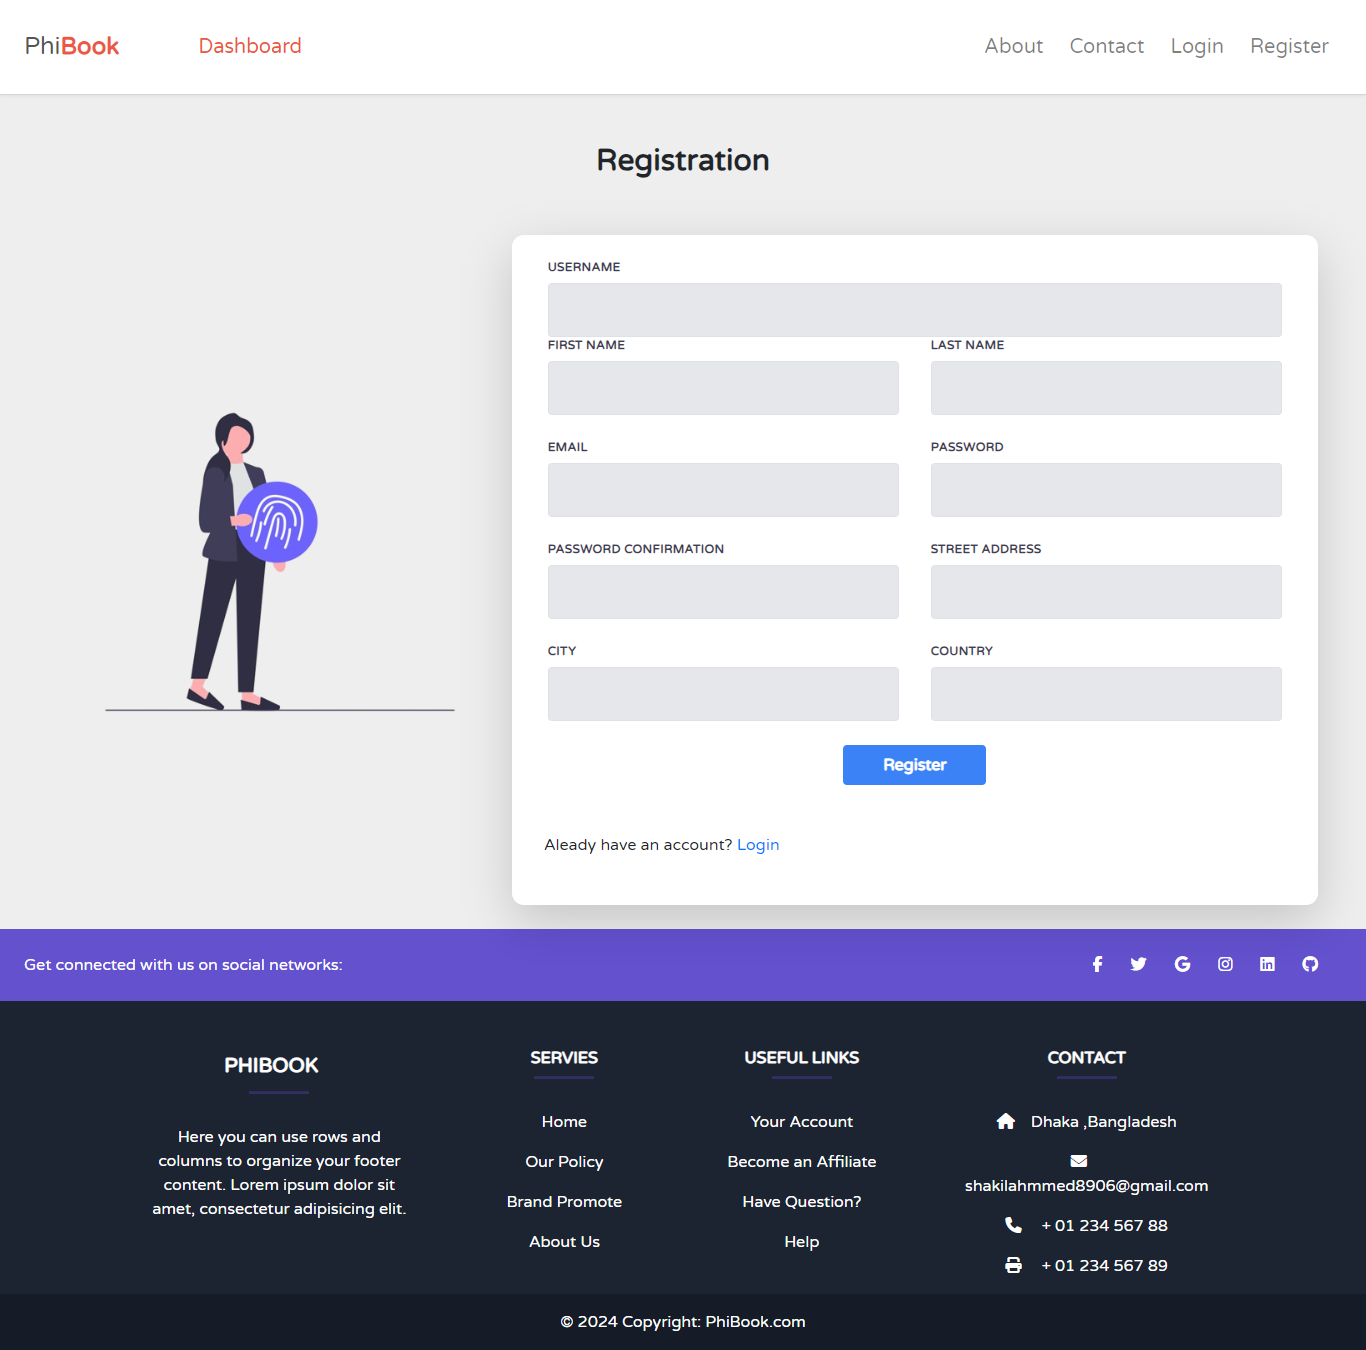 PhiBook Dashboard About Contact Login Register
Registration
USERNAME
FIRST NAME LAST NAME
EMAIL PASSWORD
PASSWORD CONFIRMATION STREET ADDRESS
CITY COUNTRY
Register
Aleady have an account? Login
Get connected with us on social networks:
PHIBOOK
Here you can use rows and
columns to organize your footer
content. Lorem ipsum dolor sit
amet, consectetur adipisicing elit.
SERVIES
Home
Our Policy
Brand Promote
About Us
USEFUL LINKS
Your Account
Become an Affiliate
Have Question?
Help
CONTACT
Dhaka ,Bangladesh
shakilahmmed8906@gmail.com
+ 01 234 567 88
+ 01 234 567 89
© 2024 Copyright: PhiBook.com